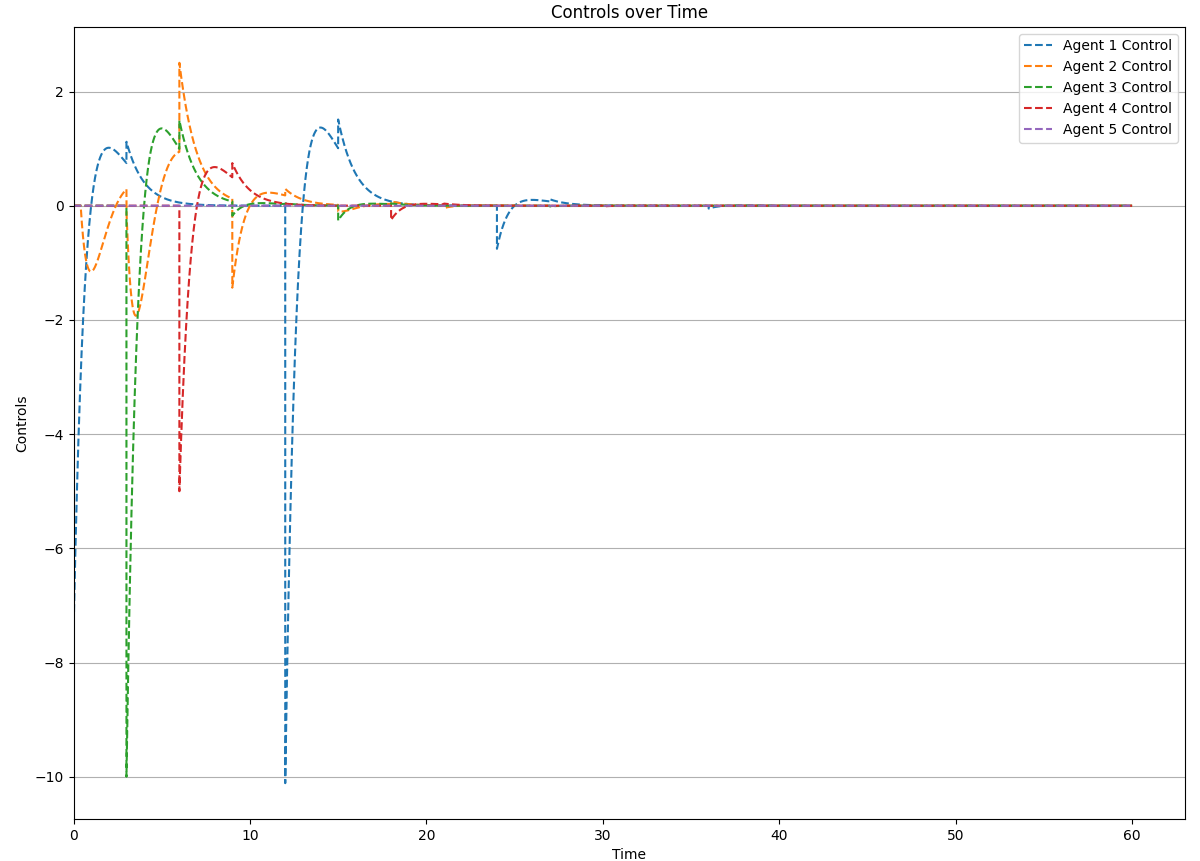 Controls over Time
Agent 1 Control
Agent 2 Control
Agent 3 Control
Agent 4 Control
Agent 5 Control
2
0
−2
−4
−6
−8
−10
Controls
0 10 20 30 40 50 60
Time